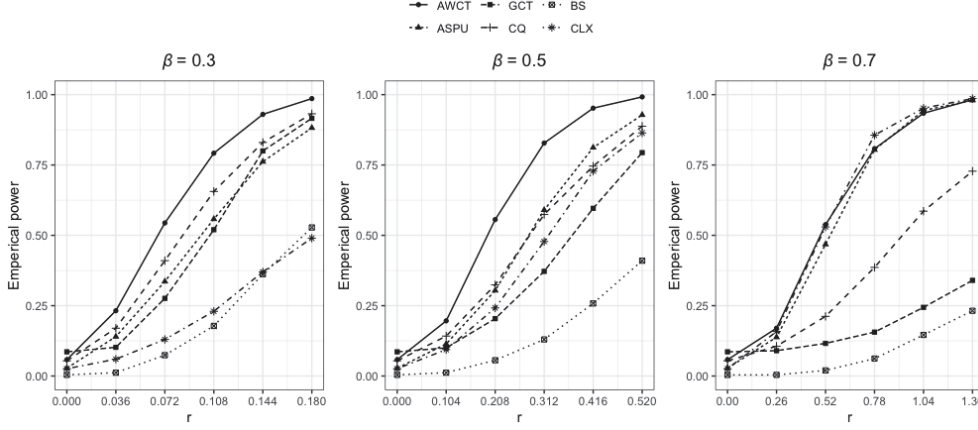 AWCT GCT BS
ASPU CQ CLX
β = 0.3
β = 0.5
β = 0.7
Emperical power
1.00
0.75
0.50
0.25
0.00
0.000 0.036 0.072 0.108 0.144 0.180
r
Emperical power
1.00
0.75
0.50
0.25
0.00
0.000 0.104 0.208 0.312 0.416 0.520
r
Emperical power
1.00
0.75
0.50
0.25
0.00
0.00 0.26 0.52 0.78 1.04 1.30
r